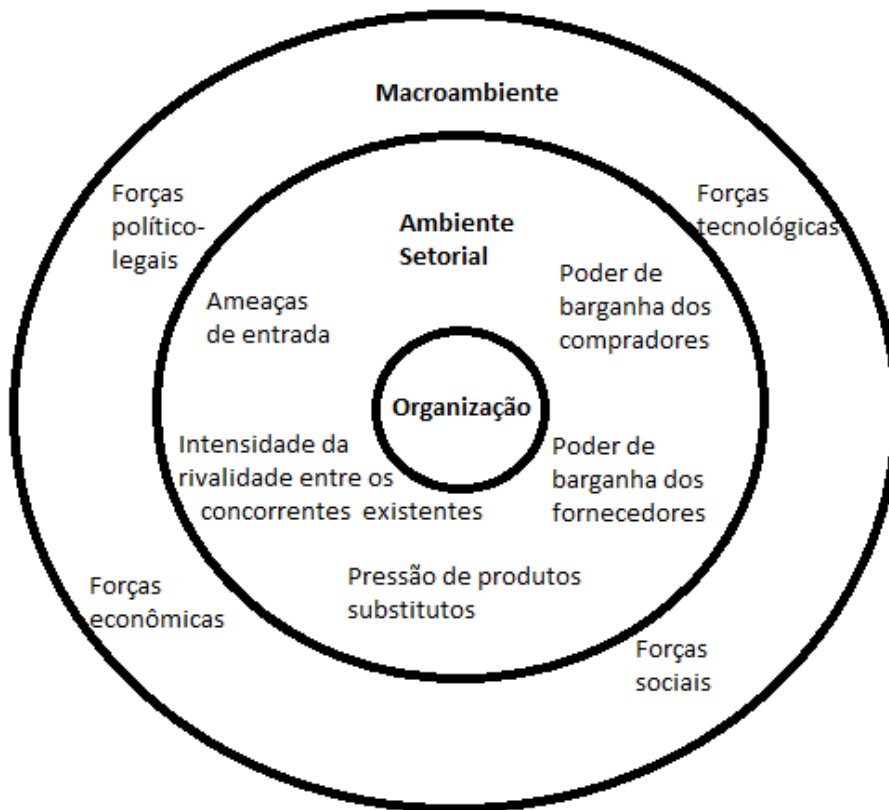 Macroambiente
Forças
político-
legais
Forças
tecnológicas
Ambiente
Setorial
Poder de
barganha dos
compradores
Ameaças
de entrada
Organização
Intensidade da
rivalidade entre os
concorrentes existentes
Poder de
barganha dos
fornecedores
Pressão de produtos
substitutos
Forças
econômicas
Forças
sociais